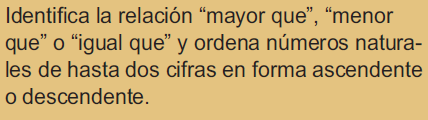 Identifica la relación “mayor que”, “menor
que” o “igual que” y ordena números natura-
les de hasta dos cifras en forma ascendente
o descendente.